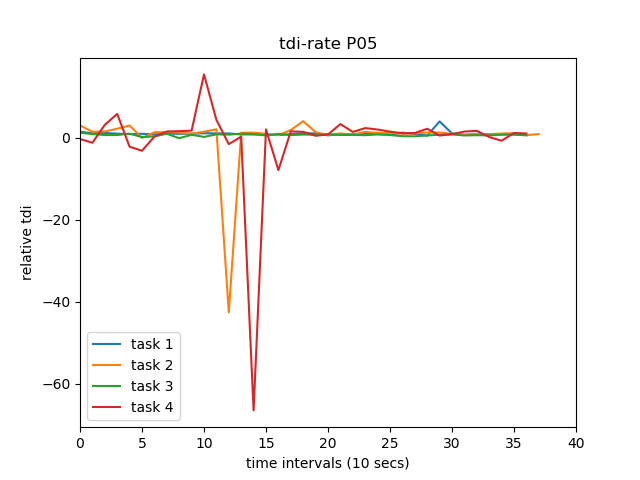 tdi-rate P05
relative tdi
0
−20
−40
−60
task 1
task 2
task 3
task 4
0 5 10 15 20 25 30 35 40
time intervals (10 secs)